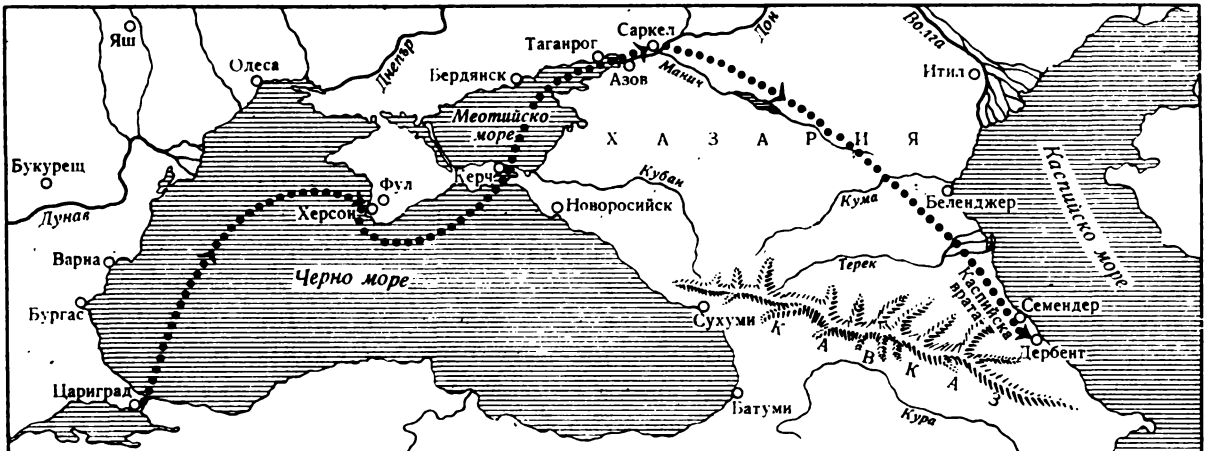 Яш
Одеса
Днепър
Бердянск
Таганрог
Саркел
Азов
Манич
Дон
Волга
Итил
Меотийско
море
Х А З А Р И Я
Каспийско море
Букурещ
Дунав
Фул
Херсон
Керч
Кубан
Новоросийск
Кума
Беленджер
Варна
Черно море
Терек
Каспийска
врата
Бургас
Сухуми
Семендер
Дербент
К А В К А З
Цариград
Батуми
Кура